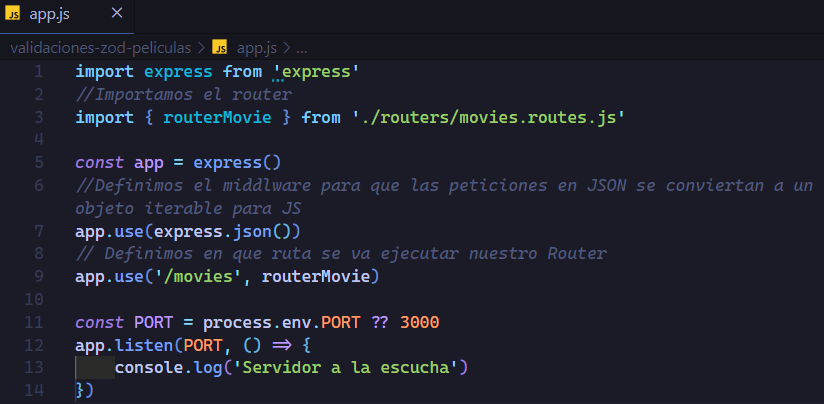 JS app.js ×
validaciones-zod-peliculas > JS app.js > ...
1 import express from 'express'
2 //Importamos el router
3 import { routerMovie } from './routers/movies.routes.js'
4
5 const app = express()
6 //Definimos el middlware para que las peticiones en JSON se conviertan a un
objeto iterable para JS
7 app.use(express.json())
8 // Definimos en que ruta se va ejecutar nuestro Router
9 app.use('/movies', routerMovie)
10
11 const PORT = process.env.PORT ?? 3000
12 app.listen(PORT, () => {
13 console.log('Servidor a la escucha')
14 })